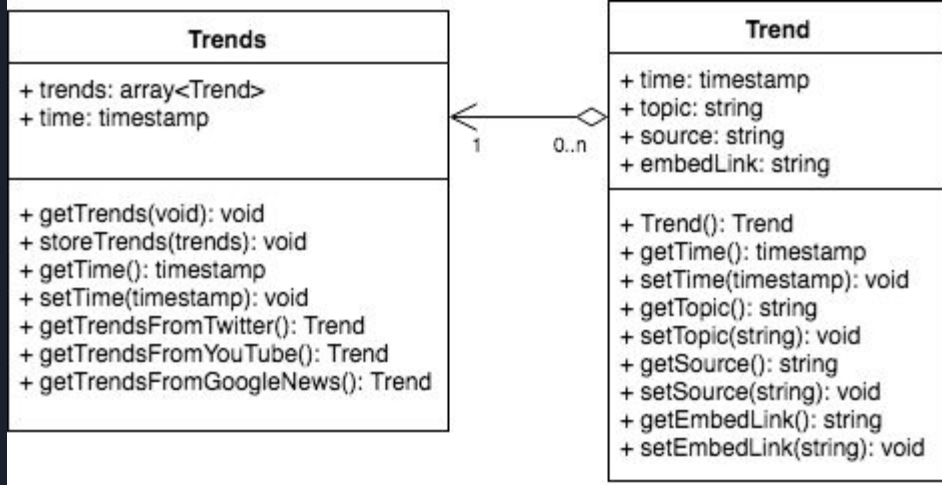 Trends
+ trends: array<Trend>
+ time: timestamp
+ getTrends(void): void
+ storeTrends(trends): void
+ getTime(): timestamp
+ setTime(timestamp): void
+ getTrendsFromTwitter(): Trend
+ getTrendsFromYouTube(): Trend
+ getTrendsFromGoogleNews(): Trend
1
0..n
Trend
+ time: timestamp
+ topic: string
+ source: string
+ embedLink: string
+ Trend(): Trend
+ getTime(): timestamp
+ setTime(timestamp): void
+ getTopic(): string
+ setTopic(string): void
+ getSource(): string
+ setSource(string): void
+ getEmbedLink(): string
+ setEmbedLink(string): void